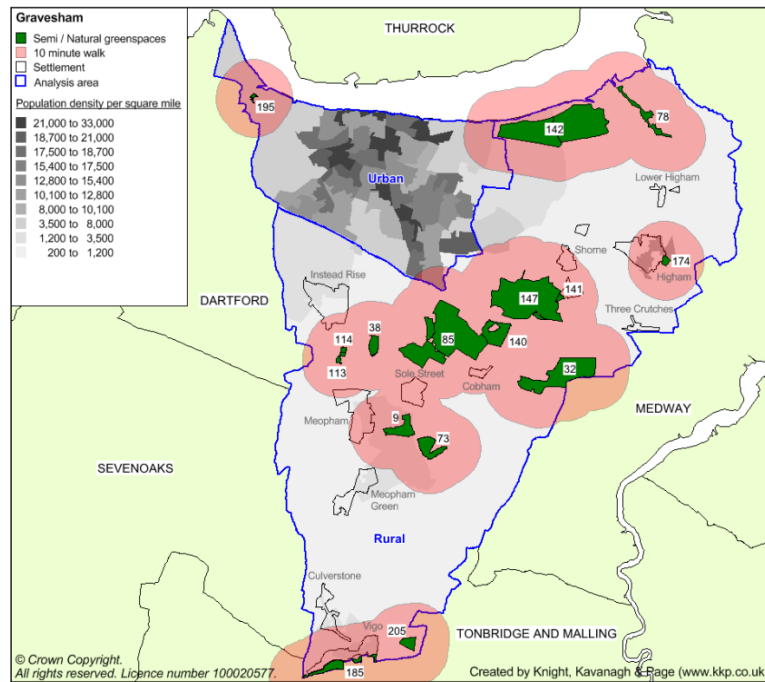 Gravesham
Semi / Natural greenspaces
10 minute walk
Settlement
Analysis area
Population density per square mile
21,000 to 33,000
18,700 to 21,000
17,500 to 18,700
15,400 to 17,500
12,800 to 15,400
10,100 to 12,800
8,000 to 10,100
3,500 to 8,000
1,200 to 3,500
200 to 1,200
THURROCK
195
142
78
Urban
Lower Higham
Shorne
174
Higham
Instead Rise
141
147
DARTFORD
Three Crutches
114
38
85
140
113
32
Sole Street
Cobham
Meopham
9
MEDWAY
73
SEVENOAKS
Meopham
Green
Rural
Culverstone
Vigo
205
TONBRIDGE AND MALLING
185
© Crown Copyright.
All rights reserved. Licence number 100020577.
Created by Knight, Kavanagh & Page (www.kkp.co.uk